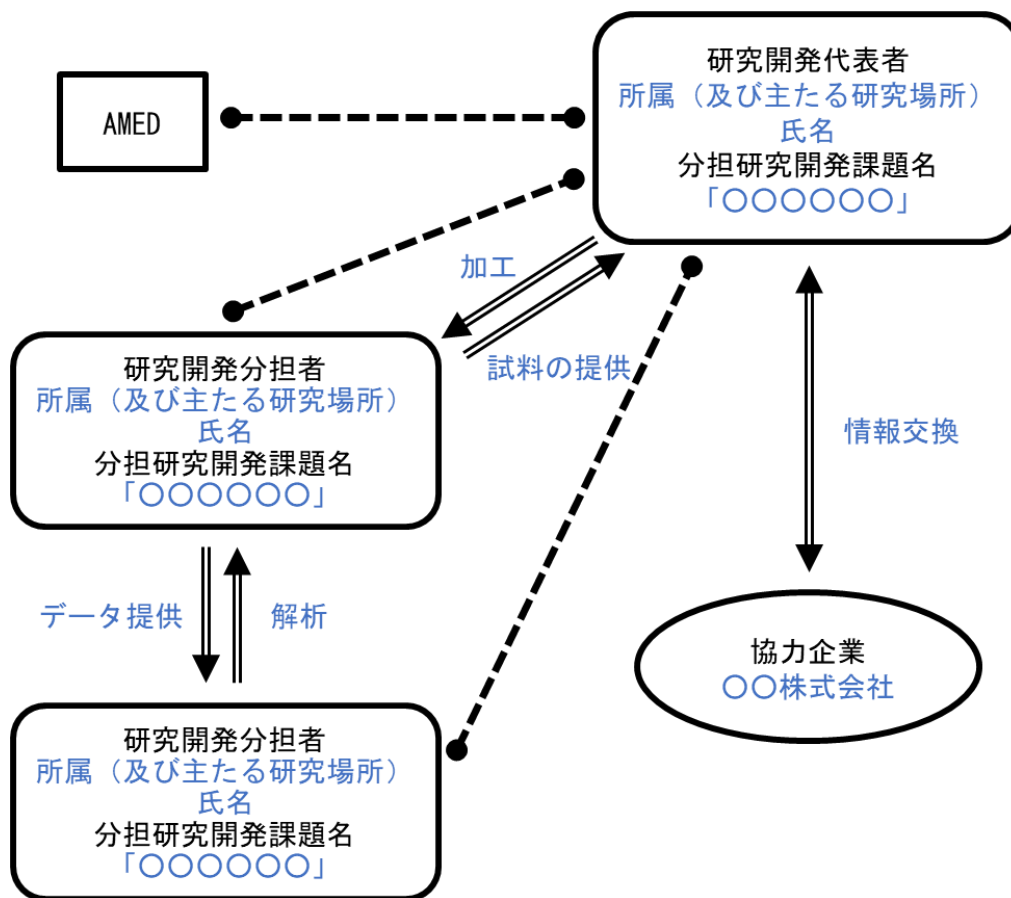 AMED
研究開発代表者
所属（及び主たる研究場所）
氏名
分担研究開発課題名
「〇〇〇〇〇〇」
加工
試料の提供
研究開発分担者
所属（及び主たる研究場所）
氏名
分担研究開発課題名
「〇〇〇〇〇〇」
情報交換
データ提供
解析
協力企業
〇〇株式会社
研究開発分担者
所属（及び主たる研究場所）
氏名
分担研究開発課題名
「〇〇〇〇〇〇」